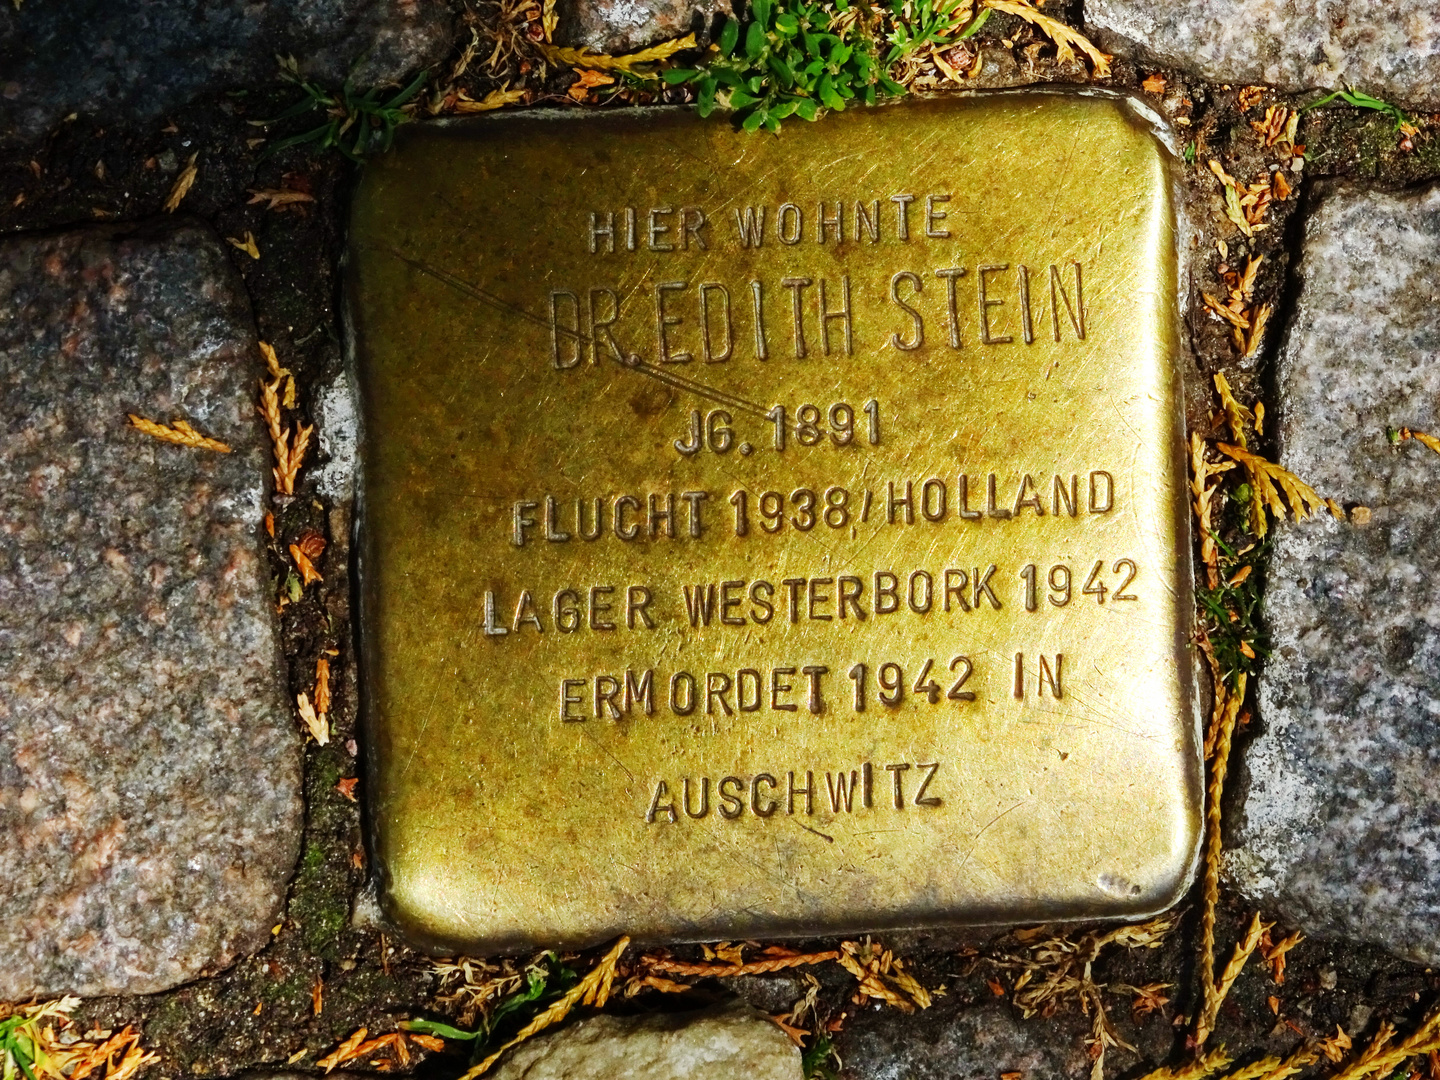 HIER WOHNTE
DR. EDITH STEIN
JG. 1891
FLUCHT 1938/HOLLAND
LAGER WESTERBORK 1942
ERMORDET 1942 IN
AUSCHWITZ